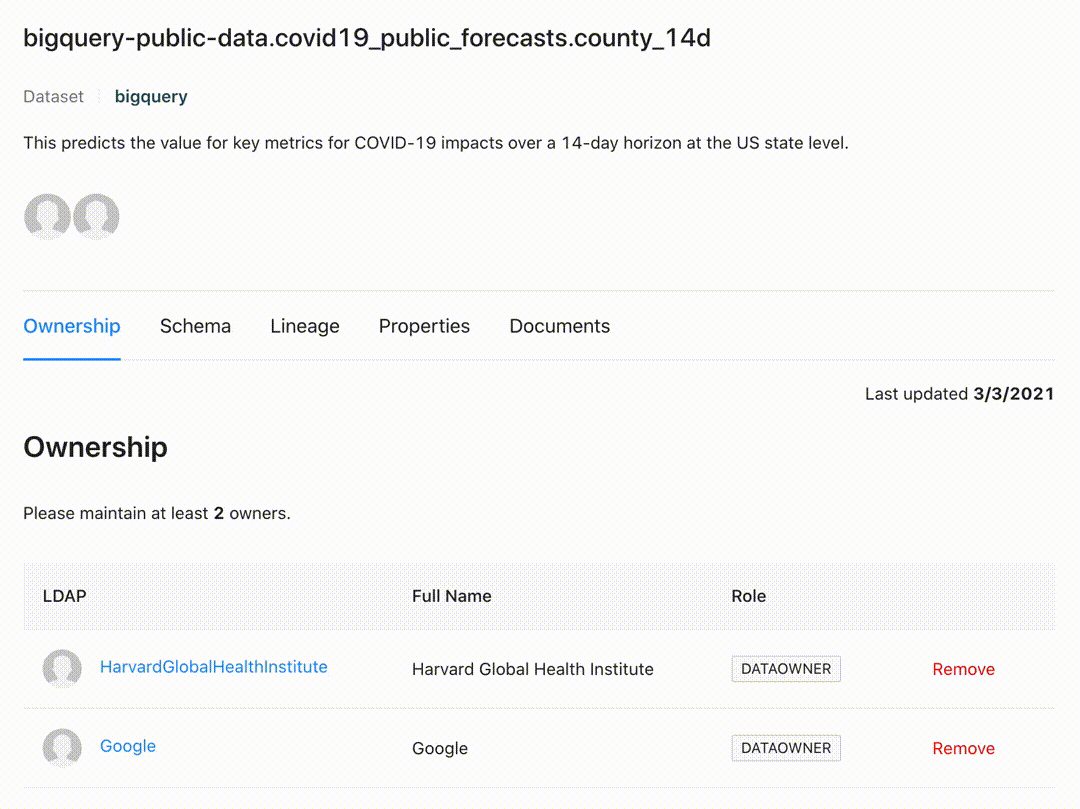 bigquery-public-data.covid19_public_forecasts.county_14d
Dataset bigquery
This predicts the value for key metrics for COVID-19 impacts over a 14-day horizon at the US state level.
Ownership Schema Lineage Properties Documents
Last updated 3/3/2021
Ownership
Please maintain at least 2 owners.
LDAP Full Name Role
HarvardGlobalHealthInstitute Harvard Global Health Institute DATAOWNER Remove
Google Google DATAOWNER Remove